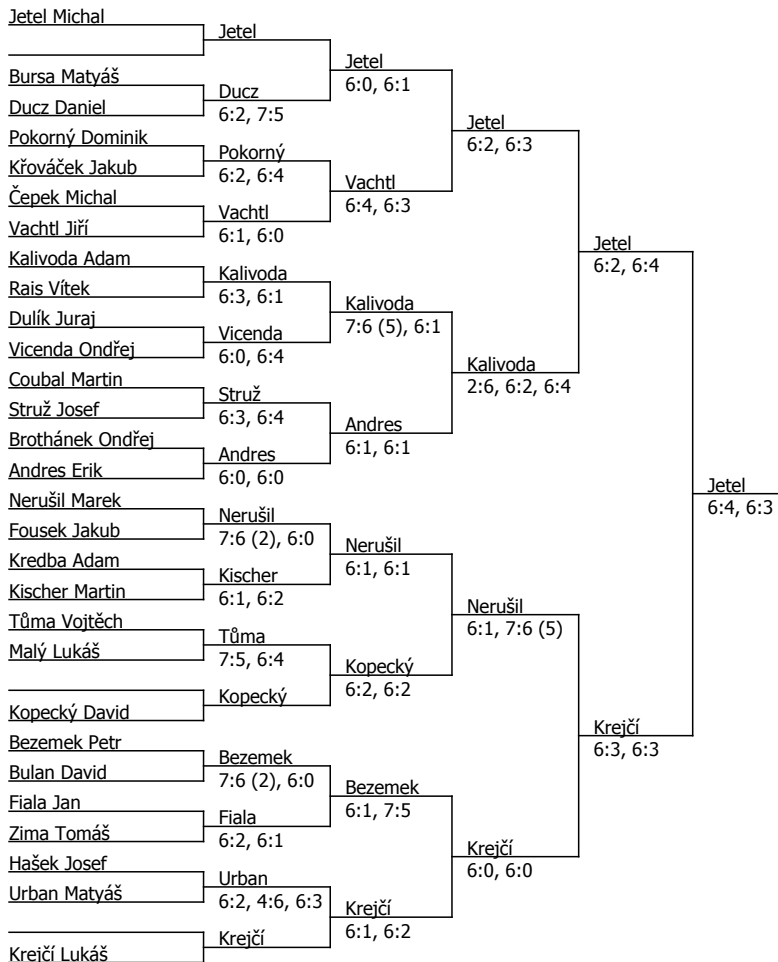 Jetel Michal
Bursa Matyáš
Ducz Daniel
Pokorný Dominik
Křováček Jakub
Čepek Michal
Vachtl Jiří
Kalivoda Adam
Rais Vítek
Dulík Juraj
Vicenda Ondřej
Coubal Martin
Struž Josef
Brothánek Ondřej
Andres Erik
Nerušil Marek
Fousek Jakub
Kredba Adam
Kischer Martin
Tůma Vojtěch
Malý Lukáš
Kopecký David
Bezemek Petr
Bulan David
Fiala Jan
Zima Tomáš
Hašek Josef
Urban Matyáš
Krejčí Lukáš
Jetel
Ducz
6:2, 7:5
Pokorný
6:2, 6:4
Vachtl
6:1, 6:0
Kalivoda
6:3, 6:1
Vicenda
6:0, 6:4
Struž
6:3, 6:4
Andres
6:0, 6:0
Nerušil
7:6 (2), 6:0
Kischer
6:1, 6:2
Tůma
7:5, 6:4
Kopecký
Bezemek
7:6 (2), 6:0
Fiala
6:2, 6:1
Urban
6:2, 4:6, 6:3
Krejčí
Jetel
6:0, 6:1
Vachtl
6:4, 6:3
Kalivoda
7:6 (5), 6:1
Andres
6:1, 6:1
Nerušil
6:1, 6:1
Kopecký
6:2, 6:2
Bezemek
6:1, 7:5
Krejčí
6:1, 6:2
Jetel
6:2, 6:3
Kalivoda
2:6, 6:2, 6:4
Nerušil
6:1, 7:6 (5)
Krejčí
6:0, 6:0
Jetel
6:2, 6:4
Krejčí
6:3, 6:3
Jetel
6:4, 6:3